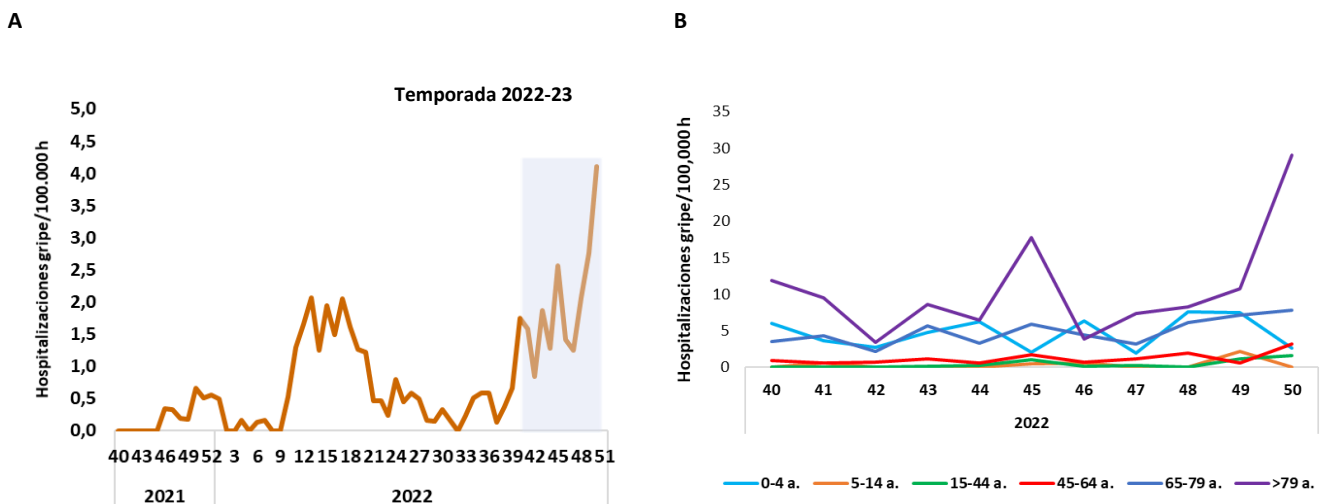 A
B
Temporada 2022-23
Hospitalizaciones gripe/100.000 h
5,0
4,5
4,0
3,5
3,0
2,5
2,0
1,5
1,0
0,5
0,0
40 43 46 49 52 3 6 9 12 15 18 21 24 27 30 33 36 39 42 45 48 51
2021 2022
Hospitalizaciones gripe/100,000 h
35
30
25
20
15
10
5
0
40 41 42 43 44 45 46 47 48 49 50
2022
0-4 a. 5-14 a. 15-44 a. 45-64 a. 65-79 a. >79 a.